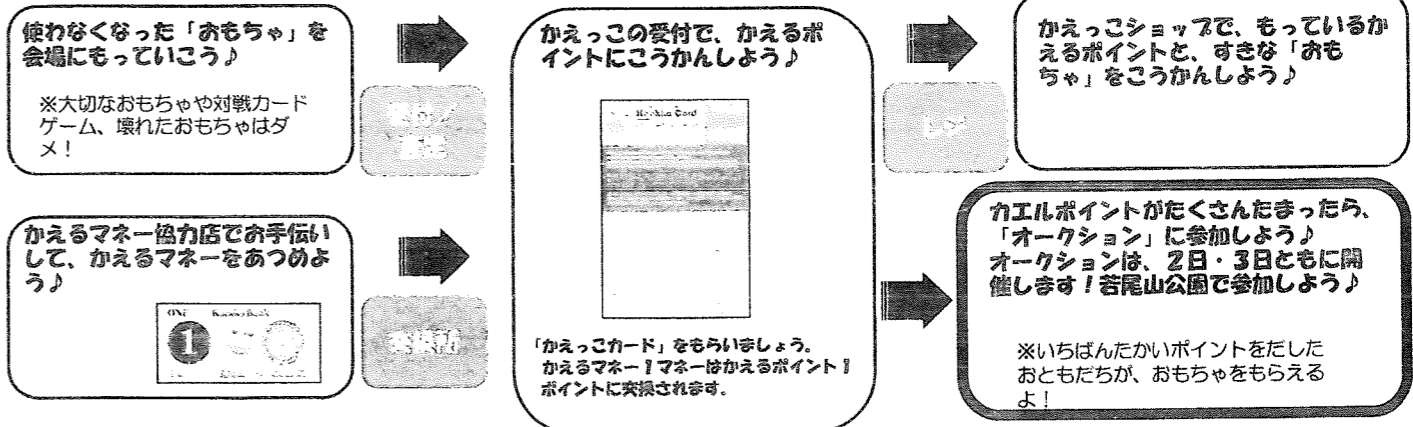 使わなくなった「おもちゃ」を
会場にもっていこう♪
※大切なおもちゃや対戦カード
ゲーム、壊れたおもちゃはダ
メ！
かえるマネー協力店でお手伝い
して、かえるマネーをあつめよ
う♪
ONE
1
交換所
かえっこの受付で、かえるポ
イントにこうかんしよう♪
「かえっこカード」をもらいましょう。
かえるマネー1マネーはかえるポイント1
ポイントに交換されます。
かえっこショップで、もっているか
えるポイントと、すきな「おも
ちゃ」をこうかんしよう♪
カエルポイントがたくさんたまったら、
「オークション」に参加しよう♪
オークションは、2日・3日ともに開
催します！若尾山公園で参加しよう♪
※いちばんたかいポイントをだした
おともだちが、おもちゃをもらえる
よ！